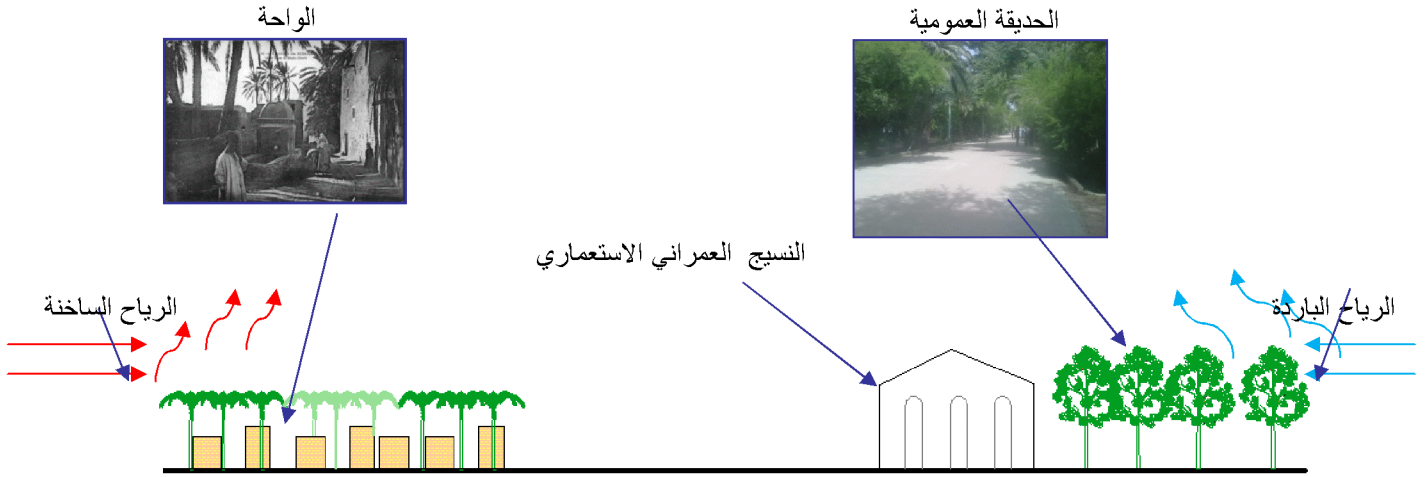 الحديقة العمومية
الواحة
النسيج العمراني الاستعماري
الرياح الباردة
الرياح الساخنة